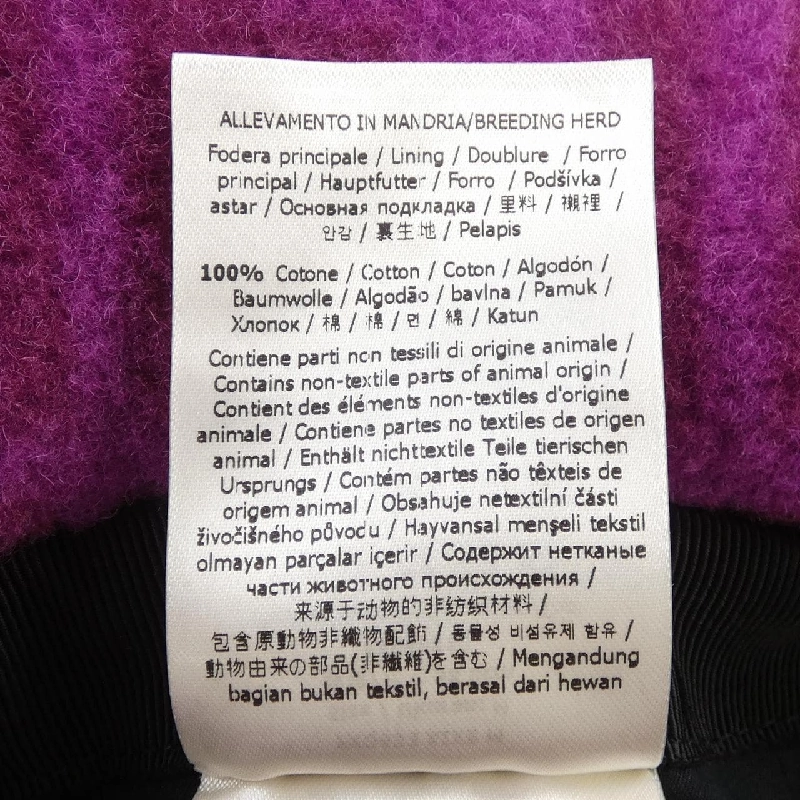 ALLEVAMENTO IN MANDRIA/BREEDING HERD
Fodera principale / Lining / Doublure / Forro
principal / Hauptfutter / Forro / Podšívka /
astar / Основная подкладка / 里料 / 襯裡 /
안감 / 裏生地 / Pelapis
100% Cotone / Cotton / Coton / Algodón /
Baumwolle / Algodão / bavlna / Pamuk /
Хлопок / 棉 / 棉 / 면 / 綿 / Katun
Contiene parti non tessili di origine animale /
Contains non-textile parts of animal origin /
Contient des éléments non-textiles d'origine
animale / Contiene partes no textiles de origen
animal / Enthält nichttextile Teile tierischen
Ursprungs / Contém partes não têxteis de
origem animal / Obsahuje netextilní části
živočišného původu / Hayvansal menşeli tekstil
olmayan parçalar içerir / Содержит нетканые
части животного происхождения /
来源于动物的非纺织材料 /
包含原動物非織物配飾 / 동물성 비섬유제 함유 /
動物由来の部品(非繊維)を含む / Mengandung
bagian bukan tekstil, berasal dari hewan